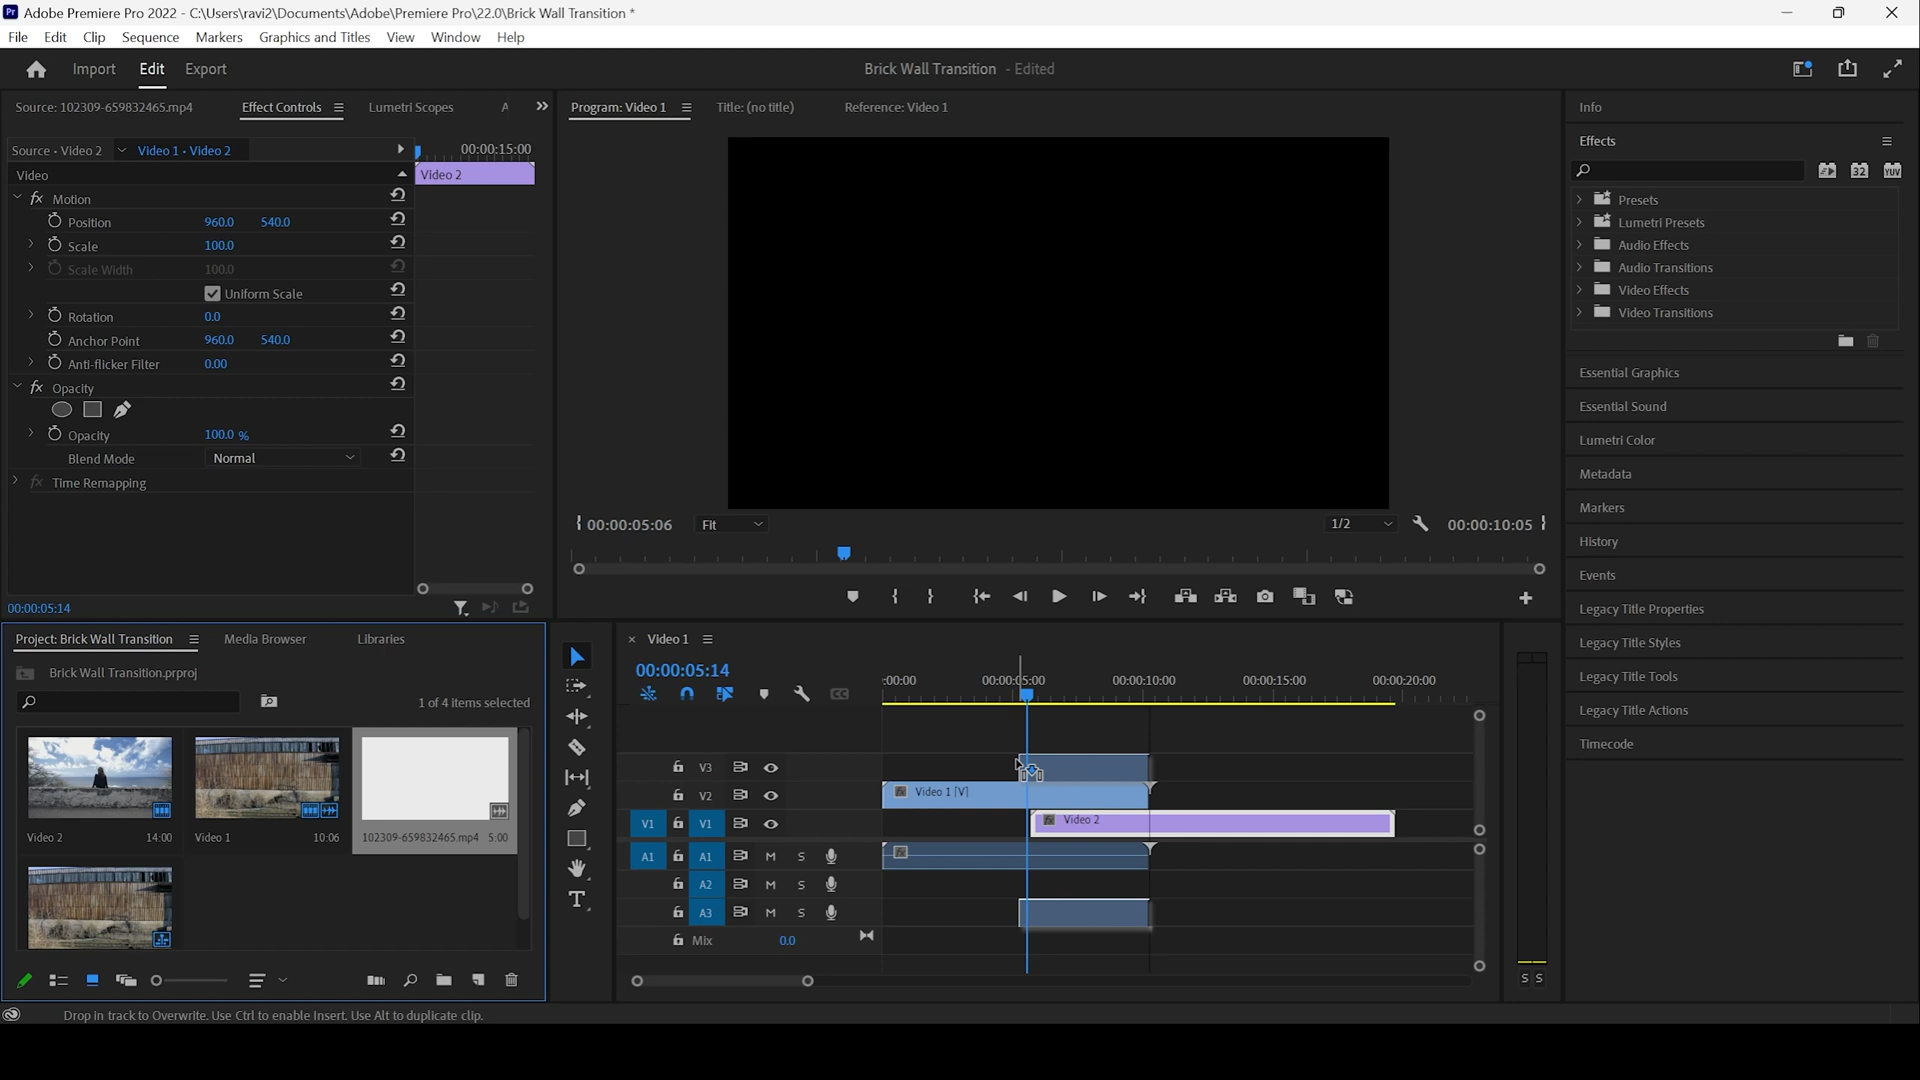 Adobe Premiere Pro 2022 - C:\Users\ravi2\Documents\Adobe\Premiere Pro\22.0\Brick Wall Transition *
File Edit Clip Sequence Markers Graphics and Titles View Window Help
Import Edit Export
Brick Wall Transition - Edited
Source: 102309-659832465.mp4 Effect Controls Lumetri Scopes A
Source • Video 2 Video 1 • Video 2
00:00:15:00
Video
Video 2
fx Motion
Position 960.0 540.0
Scale 100.0
Scale Width 100.0
Uniform Scale
Rotation 0.0
Anchor Point 960.0 540.0
Anti-flicker Filter 0.00
fx Opacity
Opacity 100.0 %
Blend Mode Normal
fx Time Remapping
00:00:05:14
Program: Video 1 Title: (no title) Reference: Video 1
00:00:05:06 Fit 1/2 00:00:10:05
Info
Effects
32 YUV
Presets
Lumetri Presets
Audio Effects
Audio Transitions
Video Effects
Video Transitions
Essential Graphics
Essential Sound
Lumetri Color
Metadata
Markers
History
Events
Legacy Title Properties
Legacy Title Styles
Legacy Title Tools
Legacy Title Actions
Timecode
Project: Brick Wall Transition Media Browser Libraries
Brick Wall Transition.prproj
1 of 4 items selected
Video 2 14:00
Video 1 10:06
102309-659832465.mp4 5:00
T
× Video 1
00:00:05:14
CC
:00:00 00:00:05:00 00:00:10:00 00:00:15:00 00:00:20:00
V3
V2
fx Video 1 [V]
V1 V1
fx Video 2
A1 A1 M S
fx
A2 M S
A3 M S
Mix 0.0
S S
Drop in track to Overwrite. Use Ctrl to enable Insert. Use Alt to duplicate clip.